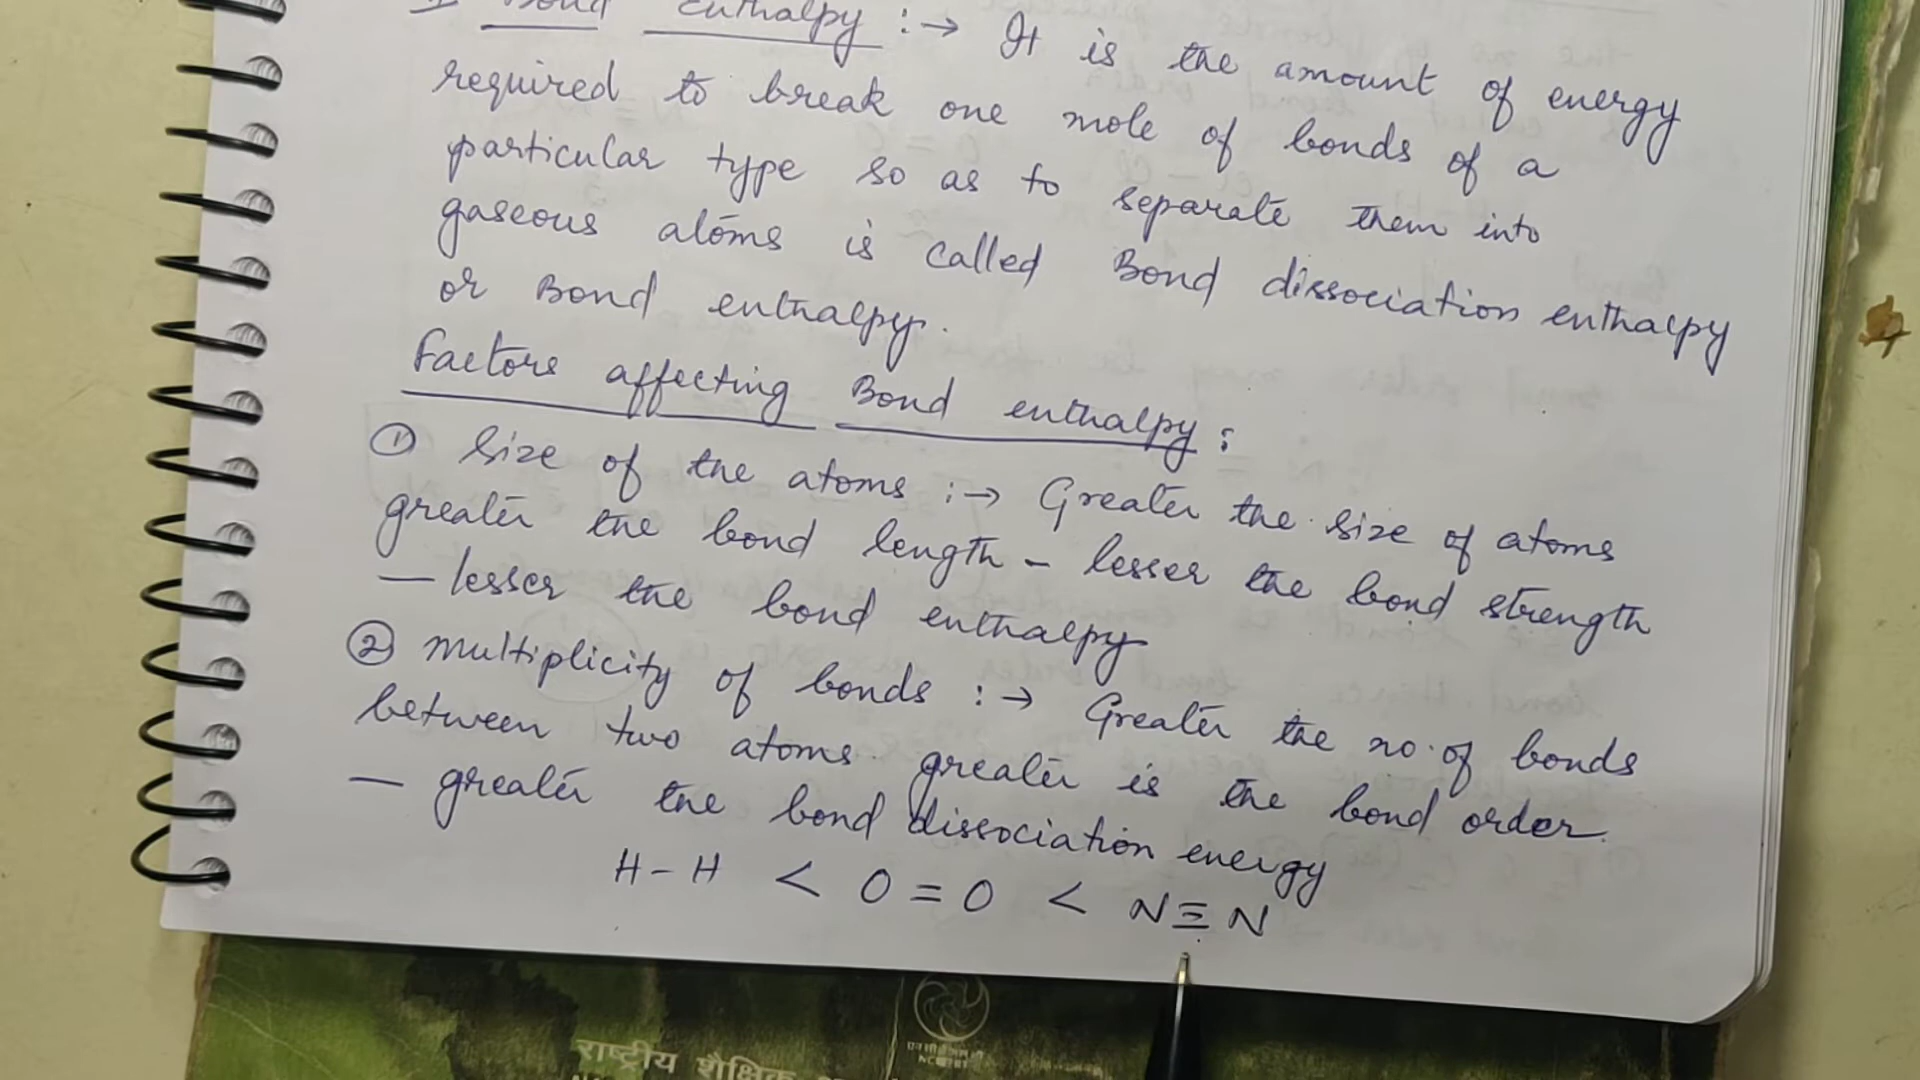 Bond enthalpy :→ It is the amount of energy
required to break one mole of bonds of a
particular type so as to separate them into
gaseous atoms is called Bond dissociation enthalpy
or Bond enthalpy.
Factors affecting Bond enthalpy :
① Size of the atoms :→ Greater the size of atoms
greater the bond length - lesser the bond strength
— lesser the bond enthalpy
② Multiplicity of bonds :→ Greater the no. of bonds
between two atoms greater is the bond order.
— greater the bond dissociation energy
H-H < O=O < N≡N
राष्ट्रीय शैक्षिक